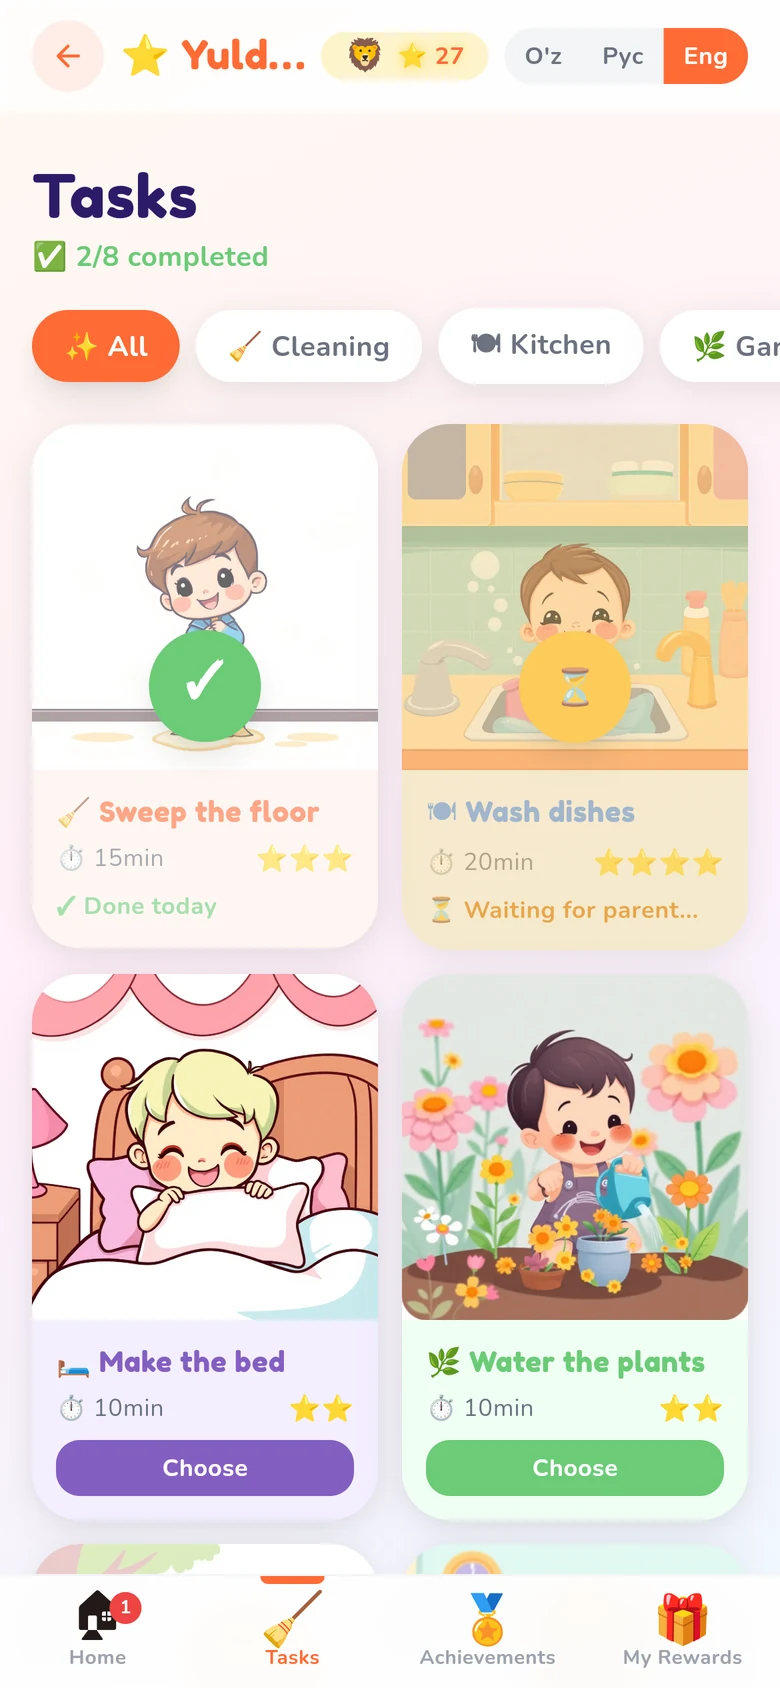 Yuld...
27
O'z
Рус
Eng
Tasks
2/8 completed
All
Cleaning
Kitchen
Gar
Sweep the floor
15min
Done today
Wash dishes
20min
Waiting for parent...
Make the bed
10min
Choose
Water the plants
10min
Choose
1
Home
Tasks
Achievements
My Rewards